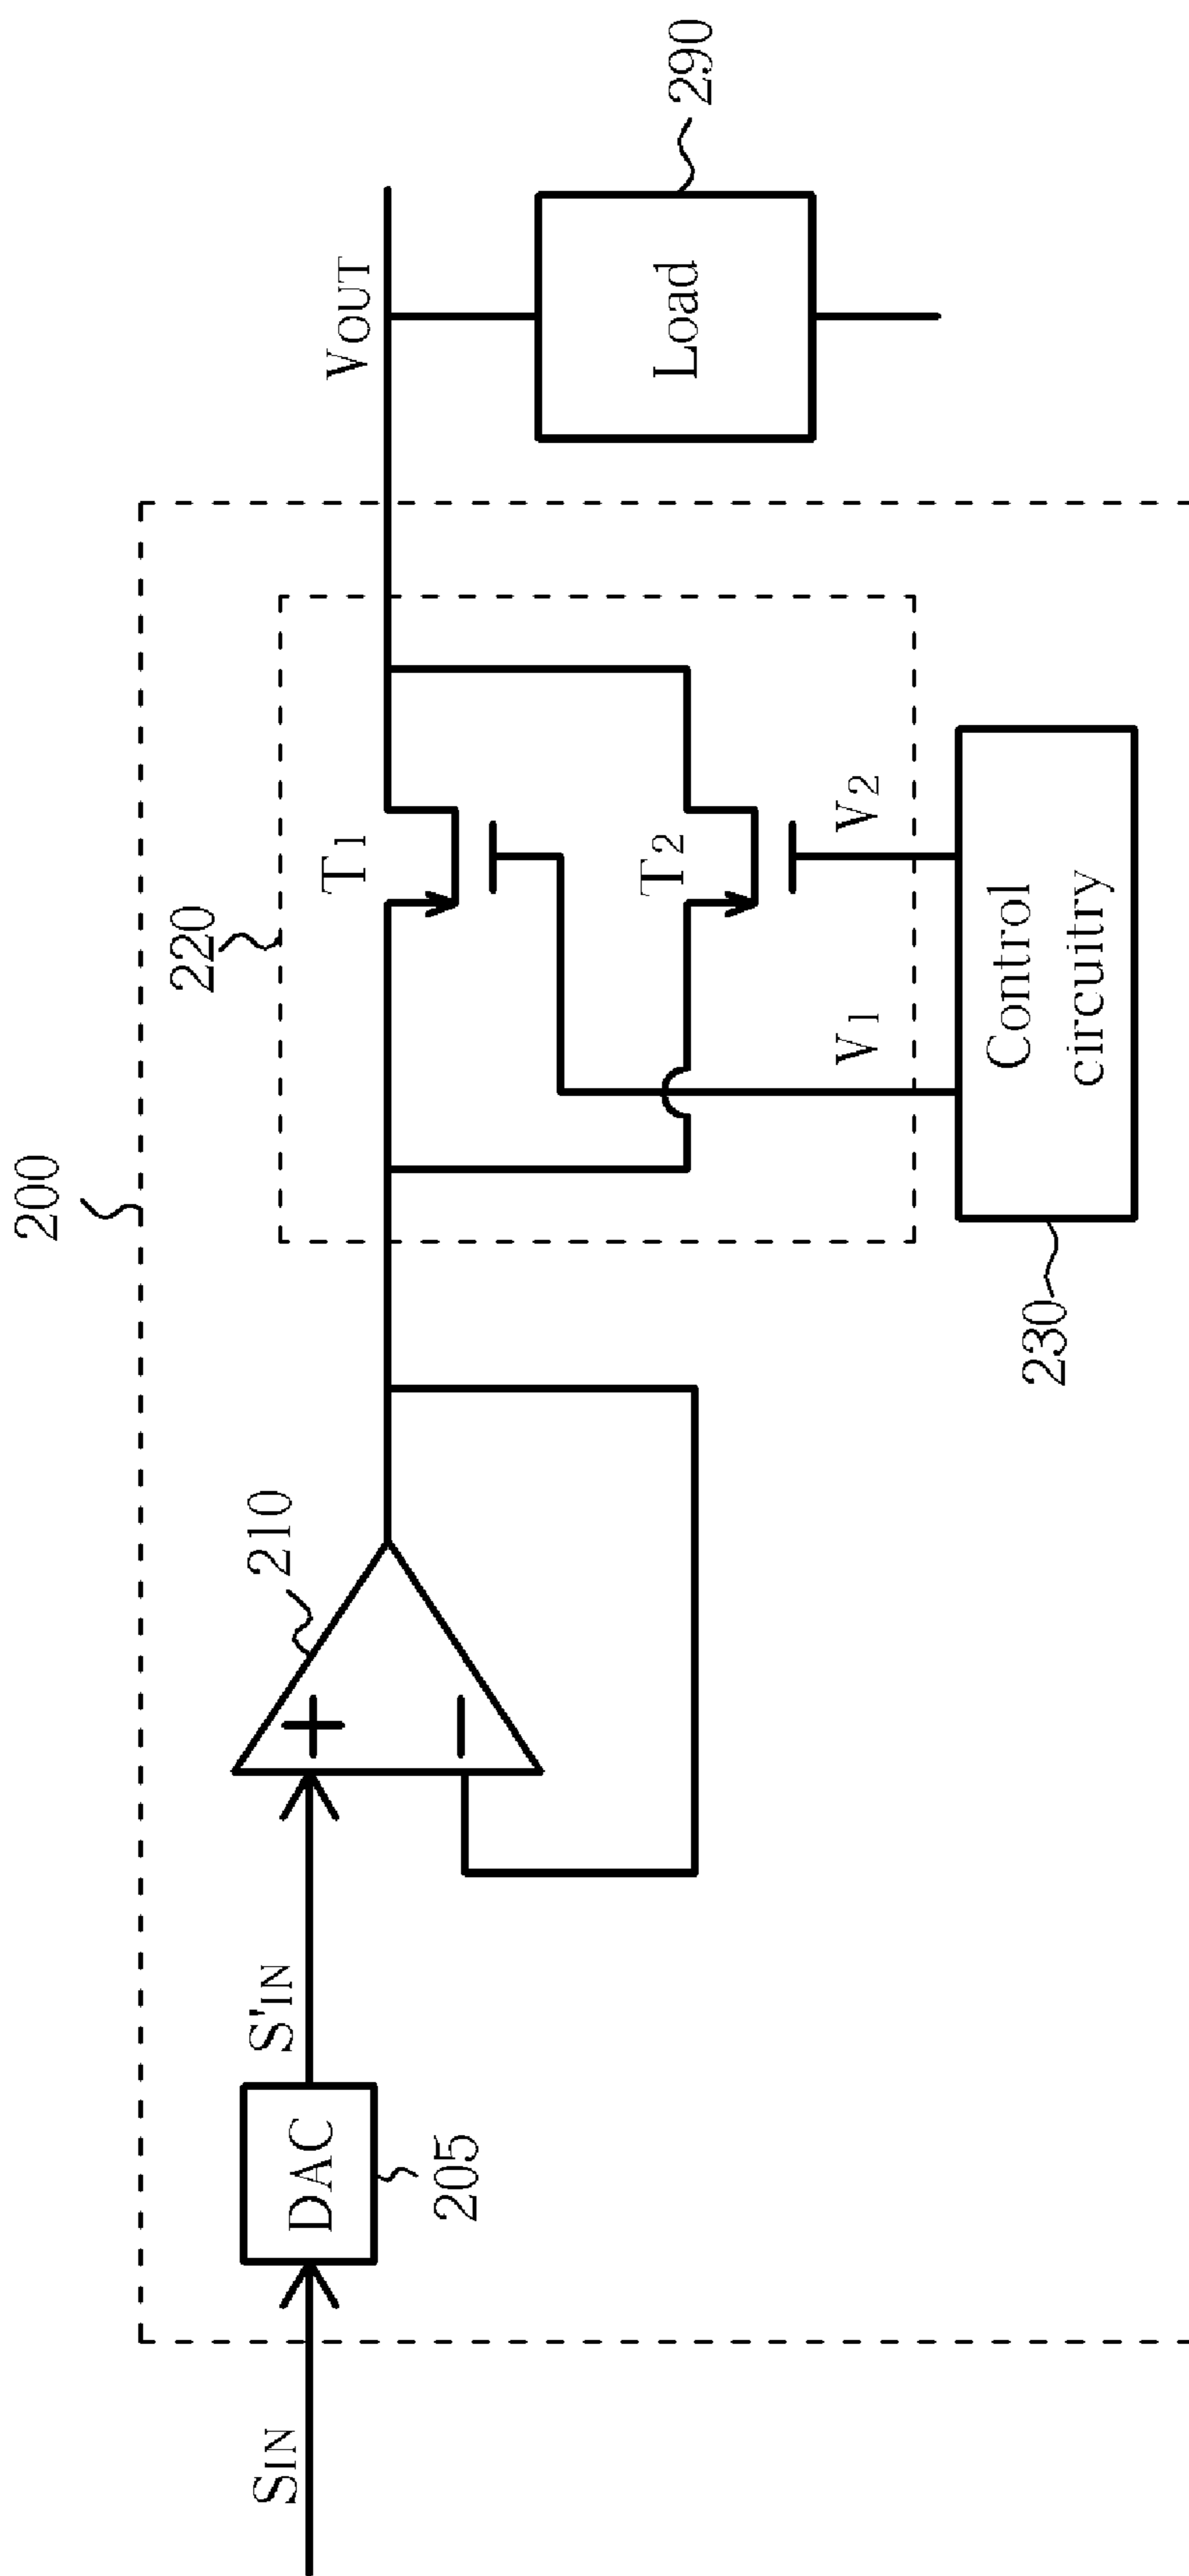 200
220
SIN
DAC
205
S'IN
+
−
210
T1
T2
V1
V2
Control
circuitry
230
VOUT
Load
290